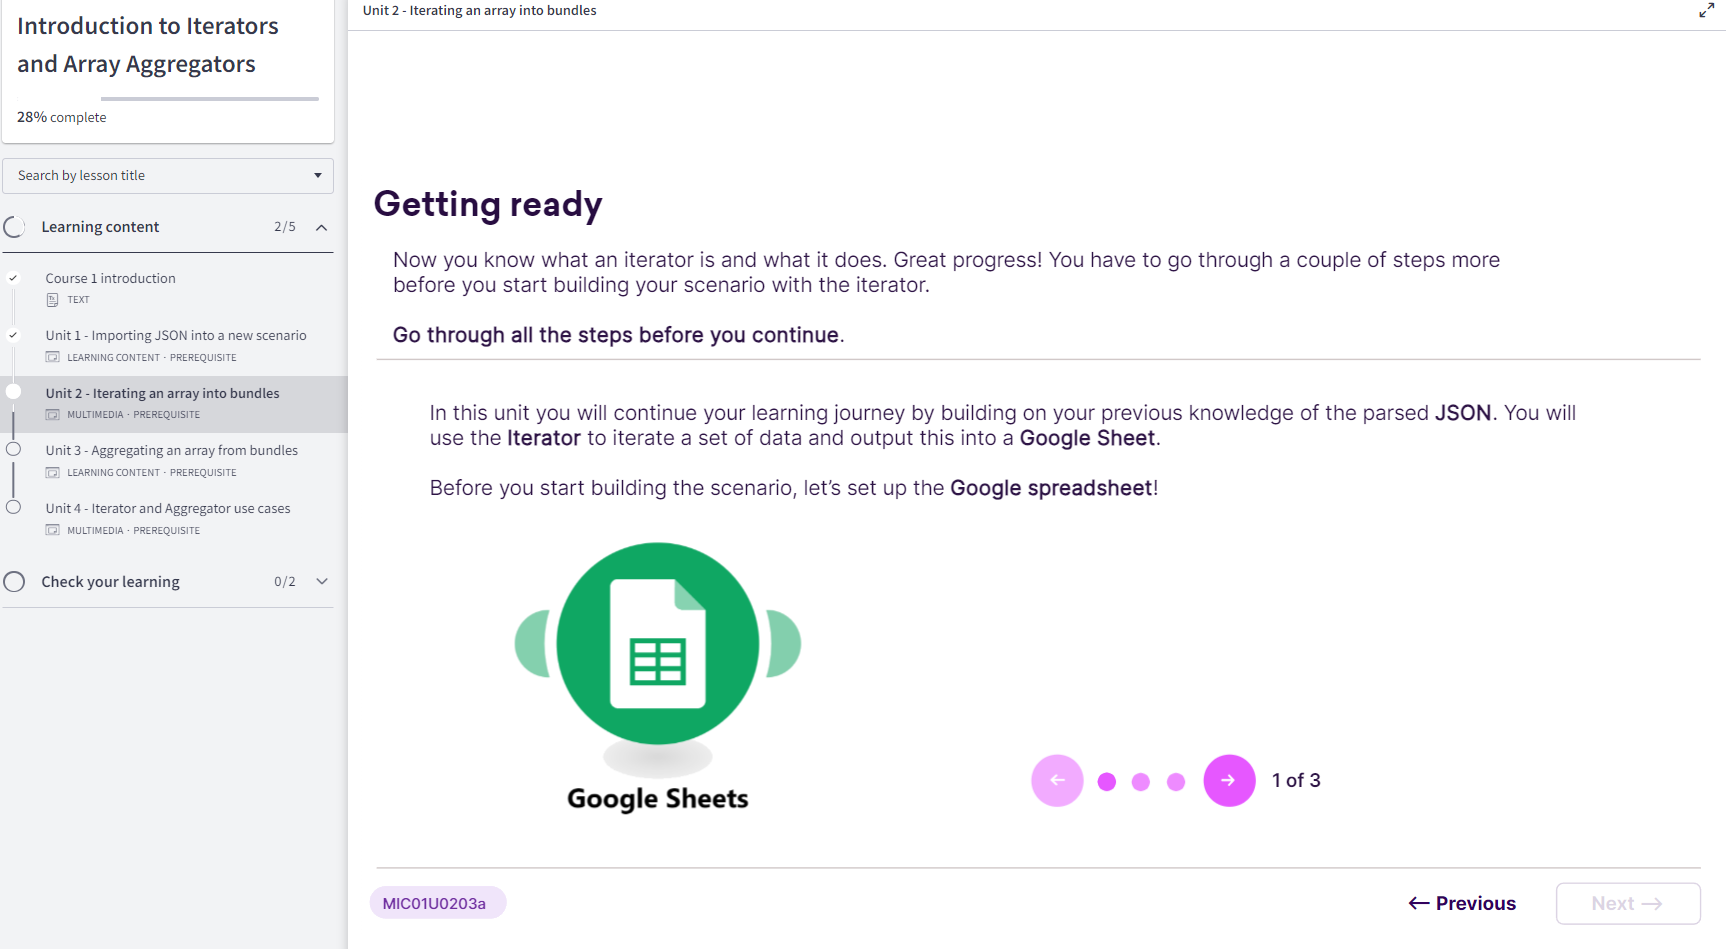 Introduction to Iterators
and Array Aggregators
28% complete
Search by lesson title
Learning content 2/5
Course 1 introduction
TEXT
Unit 1 - Importing JSON into a new scenario
LEARNING CONTENT · PREREQUISITE
Unit 2 - Iterating an array into bundles
MULTIMEDIA · PREREQUISITE
Unit 3 - Aggregating an array from bundles
LEARNING CONTENT · PREREQUISITE
Unit 4 - Iterator and Aggregator use cases
MULTIMEDIA · PREREQUISITE
Check your learning 0/2
Unit 2 - Iterating an array into bundles
Getting ready
Now you know what an iterator is and what it does. Great progress! You have to go through a couple of steps more
before you start building your scenario with the iterator.
Go through all the steps before you continue.
In this unit you will continue your learning journey by building on your previous knowledge of the parsed JSON. You will
use the Iterator to iterate a set of data and output this into a Google Sheet.
Before you start building the scenario, let’s set up the Google spreadsheet!
Google Sheets
1 of 3
MIC01U0203a
← Previous
Next →